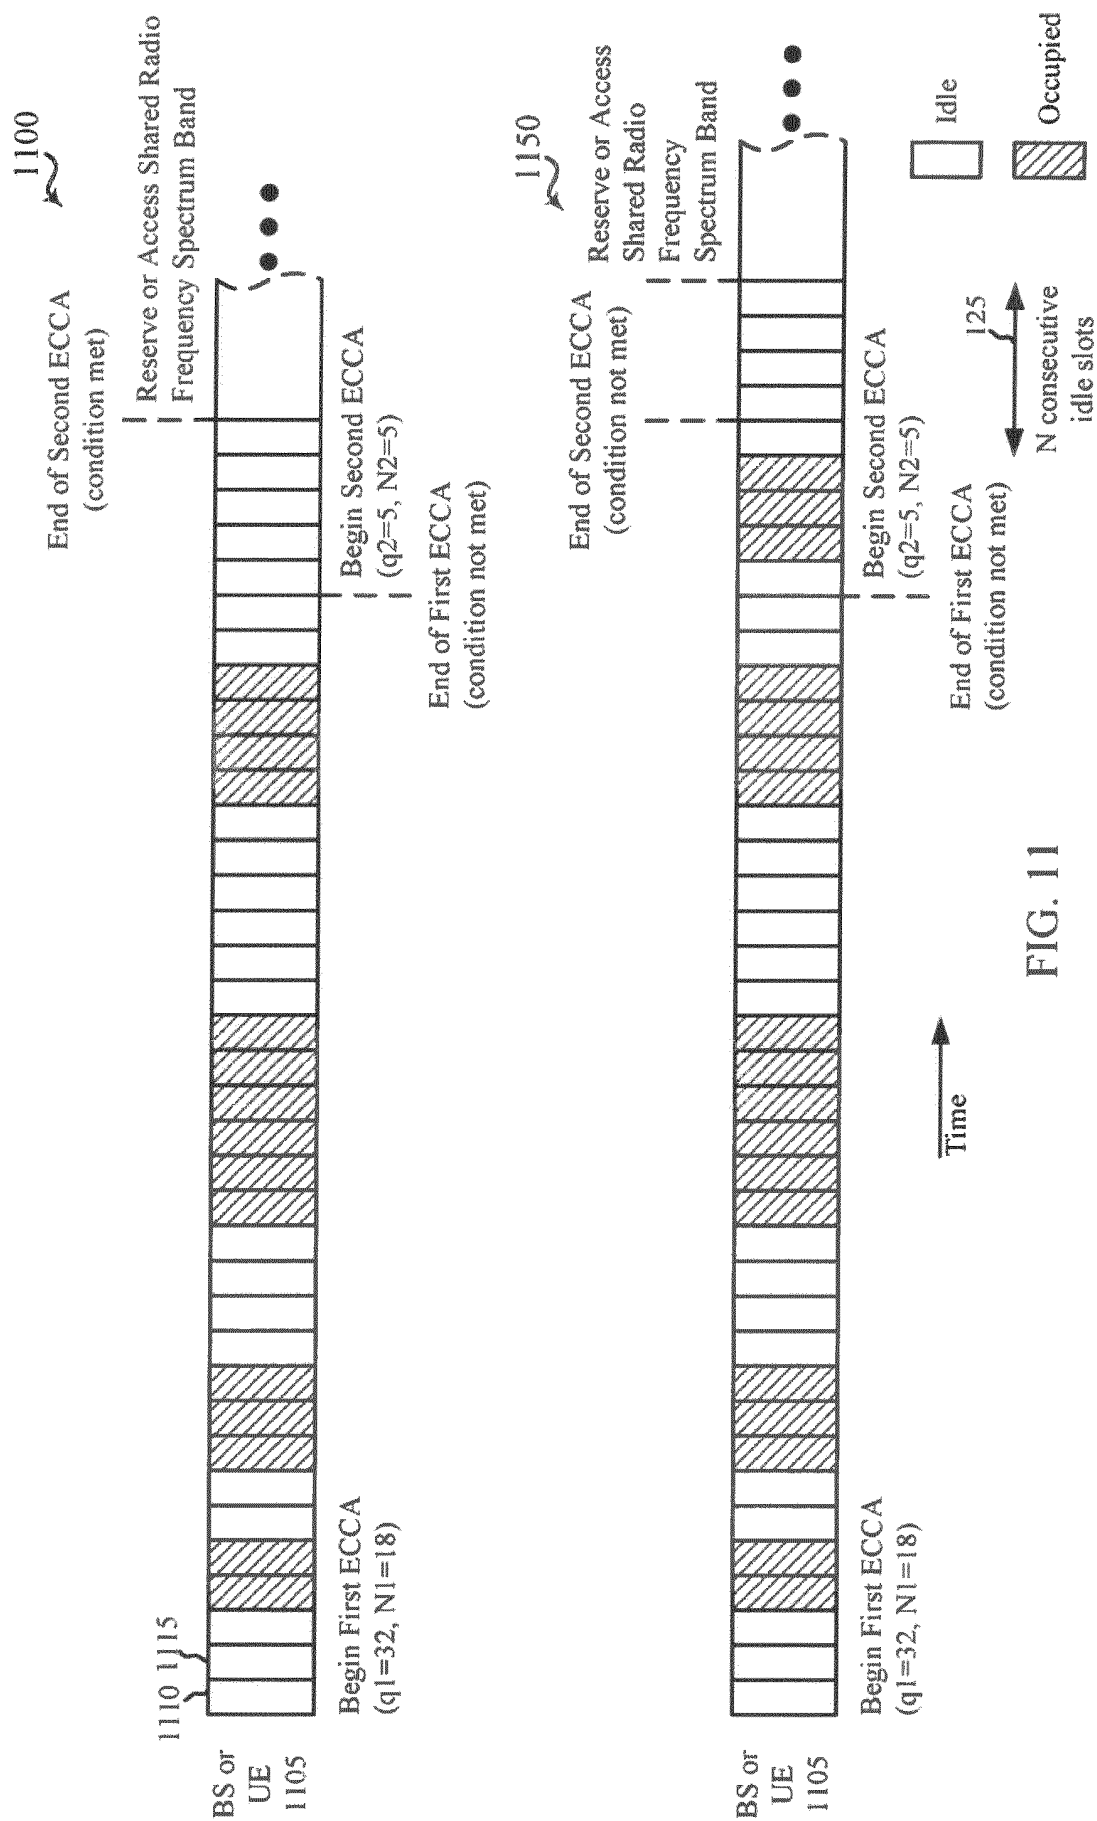 1100
End of Second ECCA
(condition met)
Reserve or Access Shared Radio
Frequency Spectrum Band
1110
1115
BS or
UE
1105
Begin First ECCA
(q1=32, N1=18)
Begin Second ECCA
(q2=5, N2=5)
End of First ECCA
(condition not met)
1150
End of Second ECCA
(condition not met)
Reserve or Access
Shared Radio
Frequency
Spectrum Band
BS or
UE
1105
Begin First ECCA
(q1=32, N1=18)
Begin Second ECCA
(q2=5, N2=5)
End of First ECCA
(condition not met)
Time
125
N consecutive
idle slots
Idle
Occupied
FIG. 11